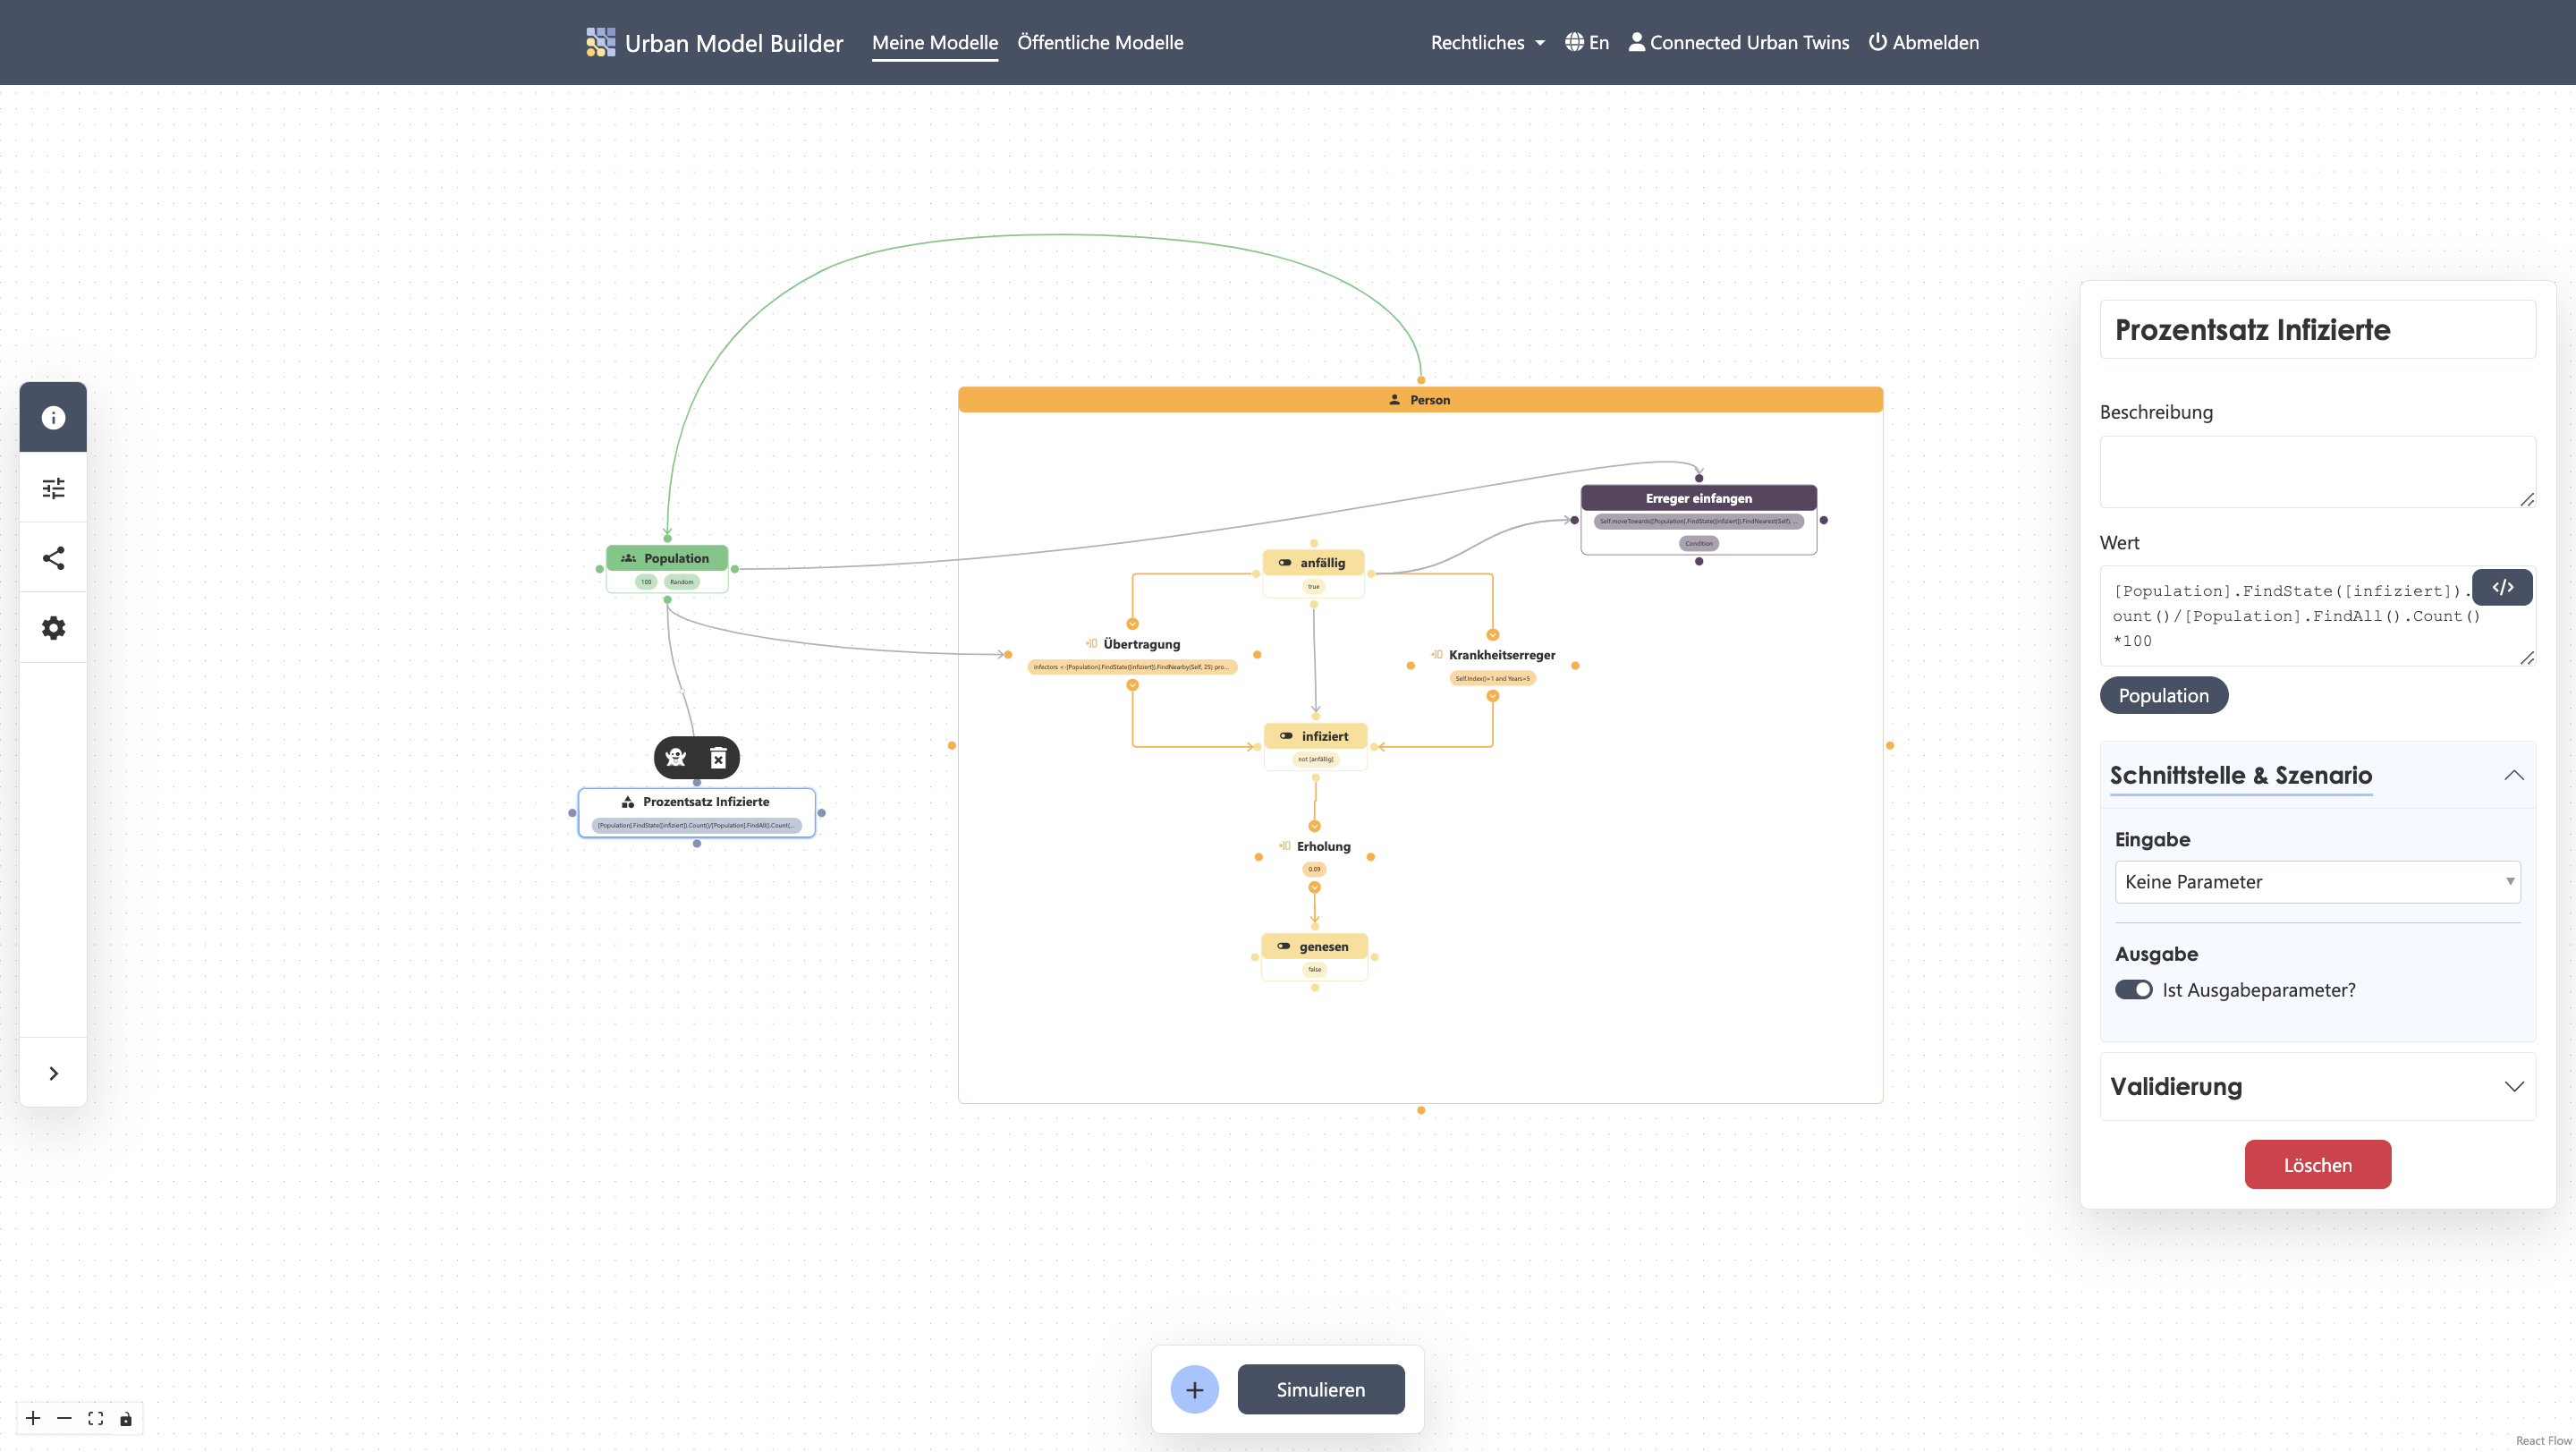 Urban Model Builder
Meine Modelle
Öffentliche Modelle
Rechtliches
En
Connected Urban Twins
Abmelden
Person
Erreger einfangen
Self.moveTowards([Population].FindState([infiziert]).FindNearest(Self), ...
Condition
Population
100
Random
anfällig
true
Übertragung
infectors <-[Population].FindState([infiziert]).FindNearby(Self, 25) pro...
Krankheitserreger
Self.Index()=1 and Years=5
infiziert
not [anfällig]
Prozentsatz Infizierte
[Population].FindState([infiziert]).Count()/[Population].FindAll().Count(...
Erholung
0.09
genesen
false
Prozentsatz Infizierte
Beschreibung
Wert
[Population].FindState([infiziert]).
ount()/[Population].FindAll().Count()
*100
Population
Schnittstelle & Szenario
Eingabe
Keine Parameter
Ausgabe
Ist Ausgabeparameter?
Validierung
Löschen
Simulieren
React Flow